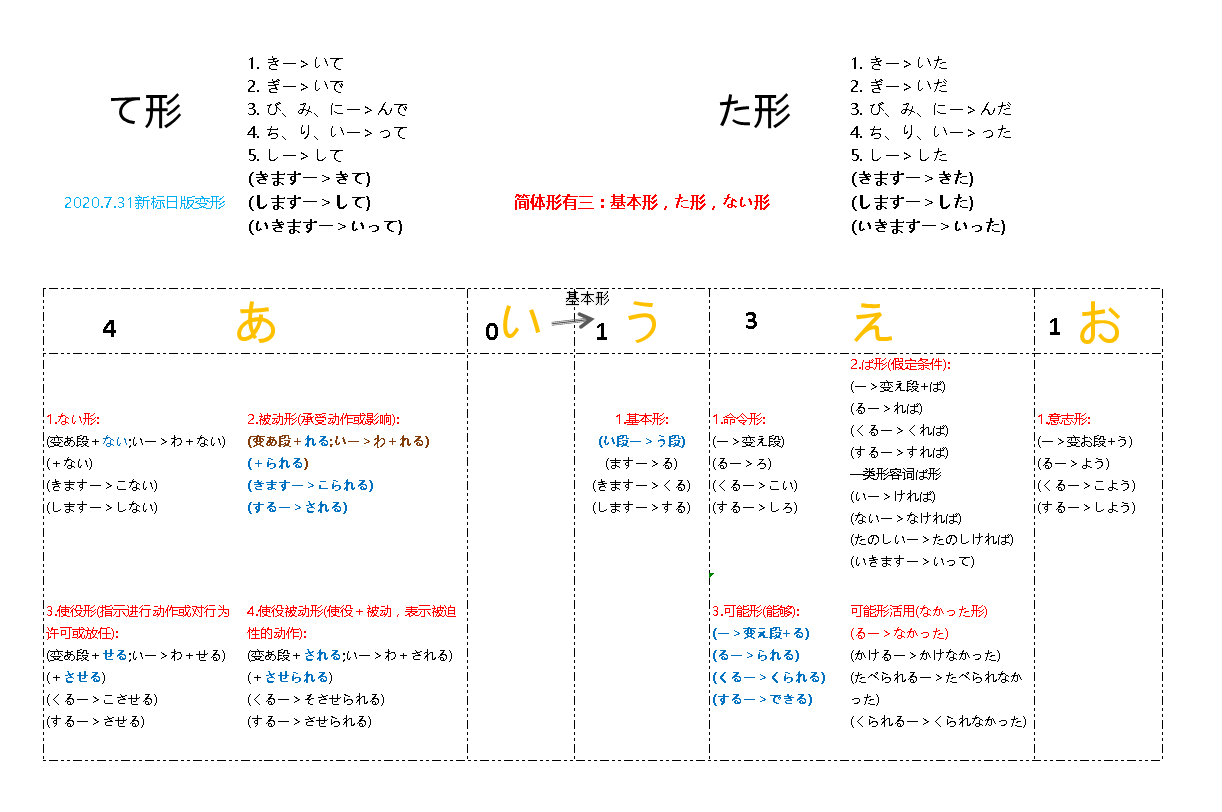 て形
1. きー＞いて
2. ぎー＞いで
3. び、み、にー＞んで
4. ち、り、いー＞って
5. しー＞して
(きますー＞きて)
(しますー＞して)
(いきますー＞いって)
2020.7.31新标日版变形
简体形有三：基本形，た形，ない形
た形
1. きー＞いた
2. ぎー＞いだ
3. び、み、にー＞んだ
4. ち、り、いー＞った
5. しー＞した
(きますー＞きた)
(しますー＞した)
(いきますー＞いった)
4 あ
0 い
基本形
1 う
3 え
1 お
1.ない形:
(变あ段＋ない;いー＞わ＋ない)
(＋ない)
(きますー＞こない)
(しますー＞しない)
2.被动形(承受动作或影响):
(变あ段＋れる;いー＞わ＋れる)
(＋られる)
(きますー＞こられる)
(するー＞される)
3.使役形(指示进行动作或对行为
许可或放任):
(变あ段＋せる;いー＞わ＋せる)
(＋させる)
(くるー＞こさせる)
(するー＞させる)
4.使役被动形(使役＋被动，表示被迫
性的动作):
(变あ段＋される;いー＞わ＋される)
(＋させられる)
(くるー＞そさせられる)
(するー＞させられる)
1.基本形:
(い段ー＞う段)
(ますー＞る)
(きますー＞くる)
(しますー＞する)
1.命令形:
(ー＞变え段)
(るー＞ろ)
(くるー＞こい)
(するー＞しろ)
2.ば形(假定条件):
(ー＞变え段+ば)
(るー＞れば)
(くるー＞くれば)
(するー＞すれば)
一类形容词ば形
(いー＞ければ)
(ないー＞なければ)
(たのしいー＞たのしければ)
(いきますー＞いって)
3.可能形(能够):
(ー＞变え段+る)
(るー＞られる)
(くるー＞くられる)
(するー＞できる)
可能形活用(なかった形)
(るー＞なかった)
(かけるー＞かけなかった)
(たべられるー＞たべられなか
った)
(くられるー＞くられなかった)
1.意志形:
(ー＞变お段+う)
(るー＞よう)
(くるー＞こよう)
(するー＞しよう)